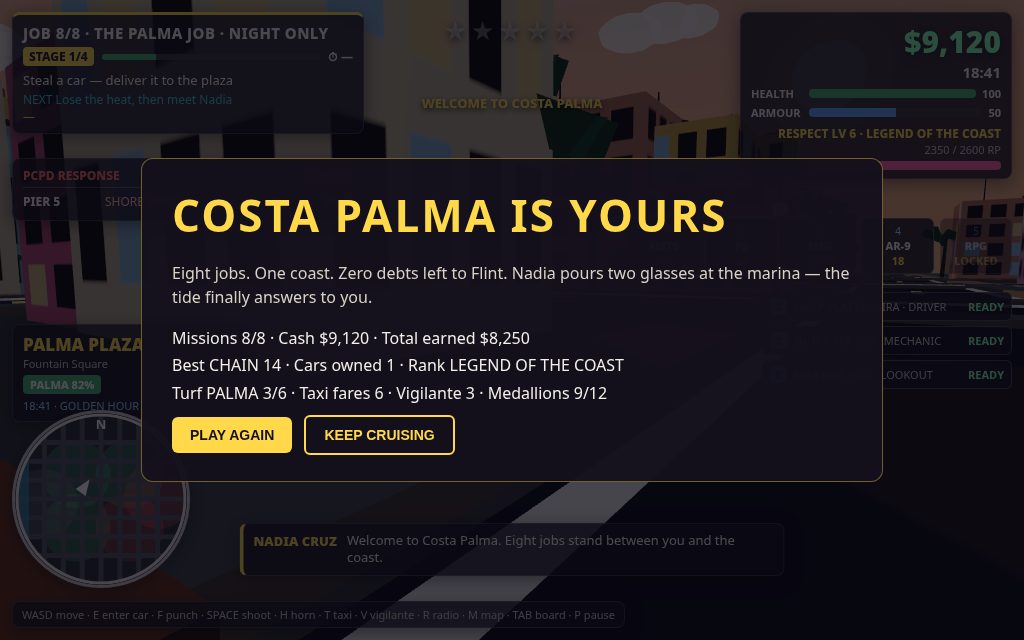 JOB 8/8 · THE PALMA JOB · NIGHT ONLY
STAGE 1/4
⏱ —
Steal a car — deliver it to the plaza
NEXT Lose the heat, then meet Nadia
—
WELCOME TO COSTA PALMA
$9,120
18:41
HEALTH 100
ARMOUR 50
RESPECT LV 6 · LEGEND OF THE COAST
2350 / 2600 RP
PCPD RESPONSE
PIER 5 SHORE
4
AR-9
18
5
RPG
LOCKED
DRIVER READY
MECHANIC READY
LOOKOUT READY
COSTA PALMA IS YOURS
Eight jobs. One coast. Zero debts left to Flint. Nadia pours two glasses at the marina — the
tide finally answers to you.
Missions 8/8 · Cash $9,120 · Total earned $8,250
Best CHAIN 14 · Cars owned 1 · Rank LEGEND OF THE COAST
Turf PALMA 3/6 · Taxi fares 6 · Vigilante 3 · Medallions 9/12
PLAY AGAIN
KEEP CRUISING
PALMA PLAZA
Fountain Square
PALMA 82%
18:41 · GOLDEN HOUR
N
NADIA CRUZ Welcome to Costa Palma. Eight jobs stand between you and the
coast.
WASD move · E enter car · F punch · SPACE shoot · H horn · T taxi · V vigilante · R radio · M map · TAB board · P pause